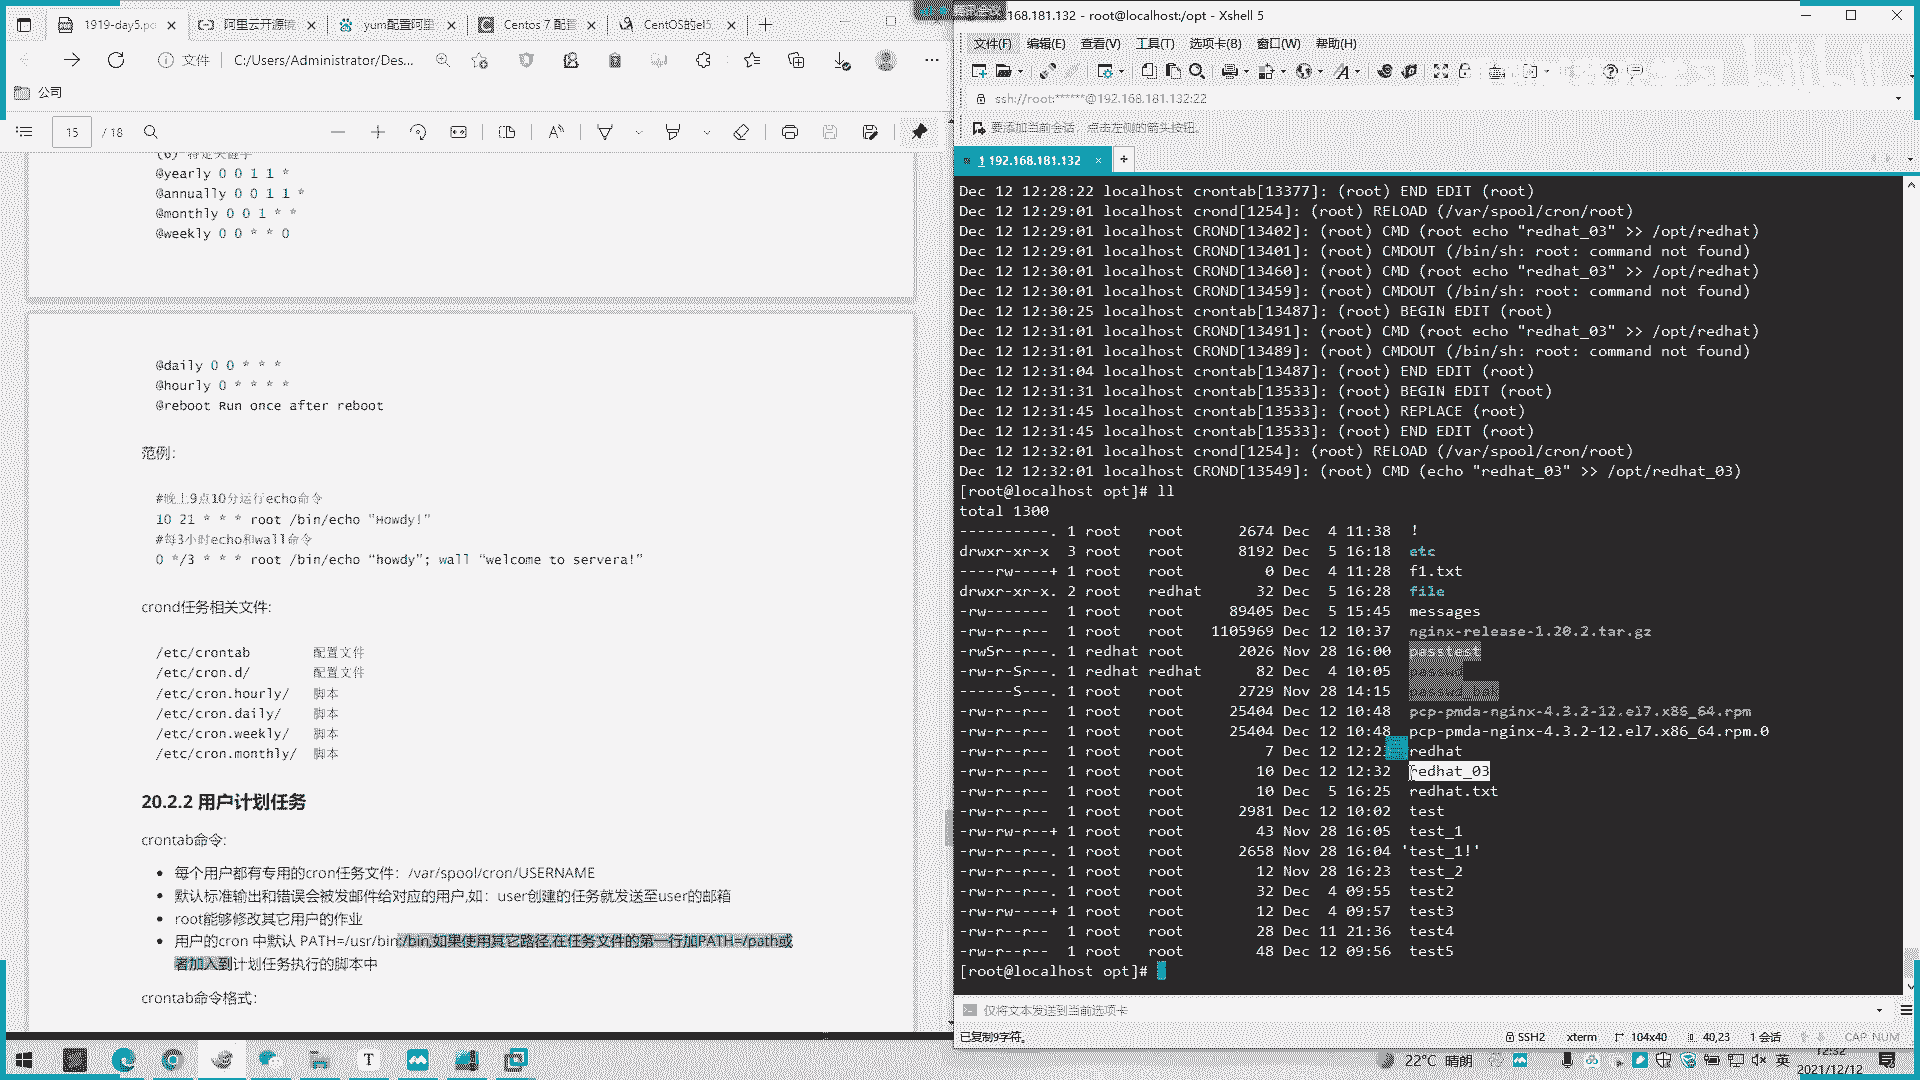 1919-day5.po
阿里云开源镜
yum配置阿里
Centos 7 配置
CentOS的el5
文件
C:/Users/Administrator/Des...
公司
15 / 18
@yearly 0 0 1 1 *
@annually 0 0 1 1 *
@monthly 0 0 1 * *
@weekly 0 0 * * 0
@daily 0 0 * * *
@hourly 0 * * * *
@reboot Run once after reboot
范例:
#晚上9点10分运行echo命令
10 21 * * * root /bin/echo "Howdy!"
#每3小时echo和wall命令
0 */3 * * * root /bin/echo “howdy”; wall “welcome to servera!”
crond任务相关文件:
/etc/crontab 配置文件
/etc/cron.d/ 配置文件
/etc/cron.hourly/ 脚本
/etc/cron.daily/ 脚本
/etc/cron.weekly/ 脚本
/etc/cron.monthly/ 脚本
20.2.2 用户计划任务
crontab命令:
每个用户都有专用的cron任务文件：/var/spool/cron/USERNAME
默认标准输出和错误会被发邮件给对应的用户,如：user创建的任务就发送至user的邮箱
root能够修改其它用户的作业
用户的cron 中默认 PATH=/usr/bin:/bin,如果使用其它路径,在任务文件的第一行加PATH=/path或
者加入到计划任务执行的脚本中
crontab命令格式：
192.168.181.132 - root@localhost:/opt - Xshell 5
文件(F) 编辑(E) 查看(V) 工具(T) 选项卡(B) 窗口(W) 帮助(H)
ssh://root:******@192.168.181.132:22
要添加当前会话，点击左侧的箭头按钮。
1 192.168.181.132
Dec 12 12:28:22 localhost crontab[13377]: (root) END EDIT (root)
Dec 12 12:29:01 localhost crond[1254]: (root) RELOAD (/var/spool/cron/root)
Dec 12 12:29:01 localhost CROND[13402]: (root) CMD (root echo "redhat_03" >> /opt/redhat)
Dec 12 12:29:01 localhost CROND[13401]: (root) CMDOUT (/bin/sh: root: command not found)
Dec 12 12:30:01 localhost CROND[13460]: (root) CMD (root echo "redhat_03" >> /opt/redhat)
Dec 12 12:30:01 localhost CROND[13459]: (root) CMDOUT (/bin/sh: root: command not found)
Dec 12 12:30:25 localhost crontab[13487]: (root) BEGIN EDIT (root)
Dec 12 12:31:01 localhost CROND[13491]: (root) CMD (root echo "redhat_03" >> /opt/redhat)
Dec 12 12:31:01 localhost CROND[13489]: (root) CMDOUT (/bin/sh: root: command not found)
Dec 12 12:31:04 localhost crontab[13487]: (root) END EDIT (root)
Dec 12 12:31:31 localhost crontab[13533]: (root) BEGIN EDIT (root)
Dec 12 12:31:45 localhost crontab[13533]: (root) REPLACE (root)
Dec 12 12:31:45 localhost crontab[13533]: (root) END EDIT (root)
Dec 12 12:32:01 localhost crond[1254]: (root) RELOAD (/var/spool/cron/root)
Dec 12 12:32:01 localhost CROND[13549]: (root) CMD (echo "redhat_03" >> /opt/redhat_03)
[root@localhost opt]# ll
total 1300
----------. 1 root root 2674 Dec 4 11:38 !
drwxr-xr-x 3 root root 8192 Dec 5 16:18 etc
----rw----+ 1 root root 0 Dec 4 11:28 f1.txt
drwxr-xr-x. 2 root redhat 32 Dec 5 16:28 file
-rw------- 1 root root 89405 Dec 5 15:45 messages
-rw-r--r-- 1 root root 1105969 Dec 12 10:37 nginx-release-1.20.2.tar.gz
-rwSr--r--. 1 redhat root 2026 Nov 28 16:00 passtest
-rw-r-Sr--. 1 redhat redhat 82 Dec 4 10:05 passwd
------S---. 1 root root 2729 Nov 28 14:15 passwd_bak
-rw-r--r-- 1 root root 25404 Dec 12 10:48 pcp-pmda-nginx-4.3.2-12.el7.x86_64.rpm
-rw-r--r-- 1 root root 25404 Dec 12 10:48 pcp-pmda-nginx-4.3.2-12.el7.x86_64.rpm.0
-rw-r--r-- 1 root root 7 Dec 12 12:2 redhat
-rw-r--r-- 1 root root 10 Dec 12 12:32 redhat_03
-rw-r--r-- 1 root root 10 Dec 5 16:25 redhat.txt
-rw-r--r-- 1 root root 2981 Dec 12 10:02 test
-rw-rw-r--+ 1 root root 43 Nov 28 16:05 test_1
-rw-r--r--. 1 root root 2658 Nov 28 16:04 'test_1!'
-rw-r--r--. 1 root root 12 Nov 28 16:23 test_2
-rw-r--r--. 1 root root 32 Dec 4 09:55 test2
-rw-rw----+ 1 root root 12 Dec 4 09:57 test3
-rw-r--r-- 1 root root 28 Dec 11 21:36 test4
-rw-r--r-- 1 root root 48 Dec 12 09:56 test5
[root@localhost opt]#
仅将文本发送到当前选项卡
已复制9字符。
SSH2 xterm 104x40 40,23 1 会话 CAP NUM
22°C 晴朗
英
12:32
2021/12/12